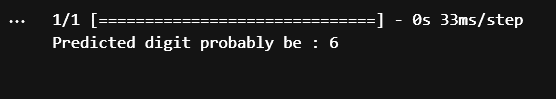 ... 1/1 [==============================] - 0s 33ms/step
Predicted digit probably be : 6